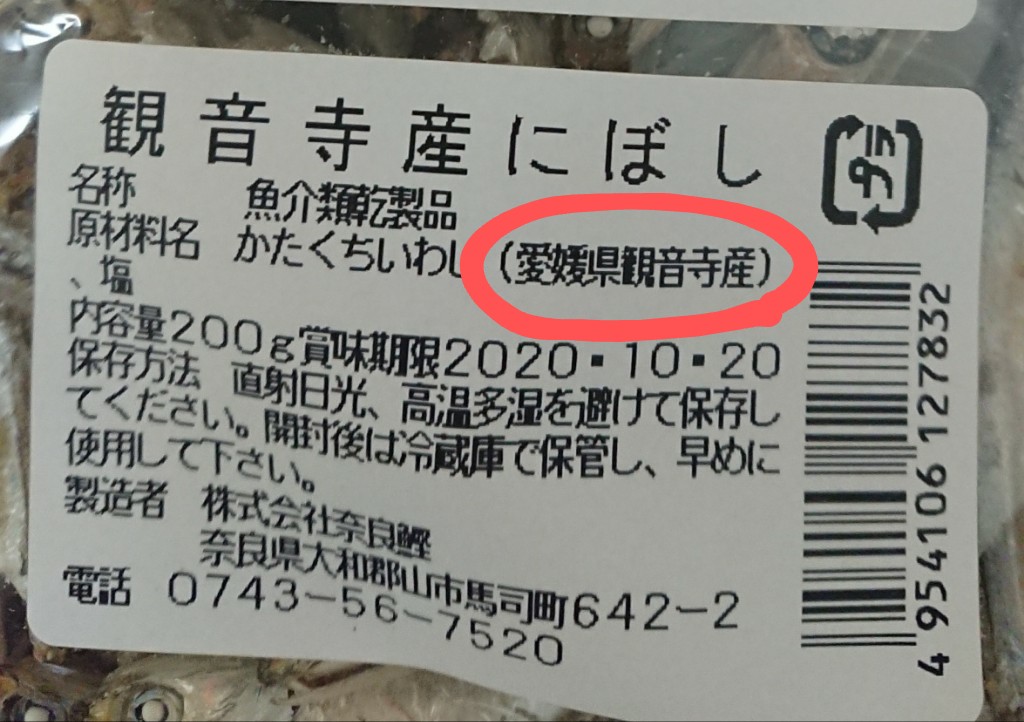 観音寺産にぼし
名称 魚介類乾製品
原材料名 かたくちいわし(愛媛県観音寺産)
、塩
内容量200g賞味期限2020・10・20
保存方法 直射日光、高温多湿を避けて保存し
てください。開封後は冷蔵庫で保管し、早めに
使用して下さい。
製造者 株式会社奈良鰹
奈良県大和郡山市馬司町642−2
電話 0743−56−7520
プラ
4954106127832